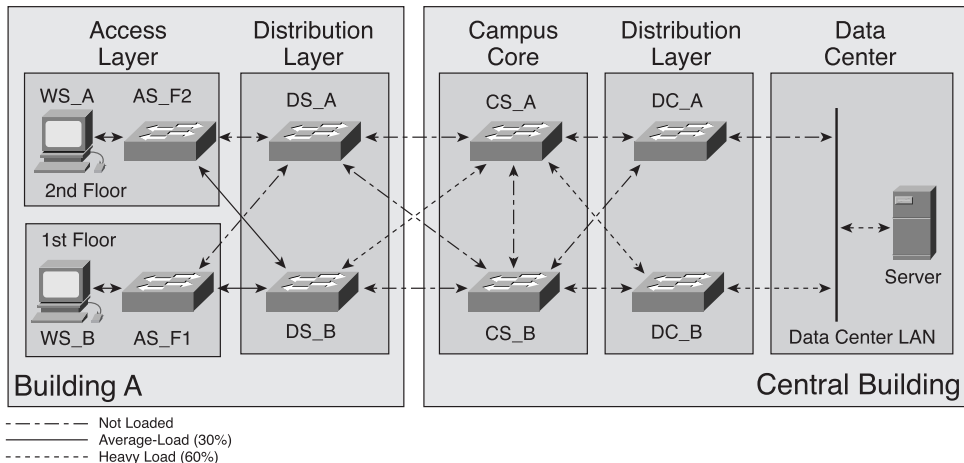 Access
Layer
Distribution
Layer
Campus
Core
Distribution
Layer
Data
Center
WS_A
AS_F2
DS_A
CS_A
DC_A
2nd Floor
1st Floor
Server
WS_B
AS_F1
DS_B
CS_B
DC_B
Data Center LAN
Building A
Central Building
Not Loaded
Average-Load (30%)
Heavy Load (60%)